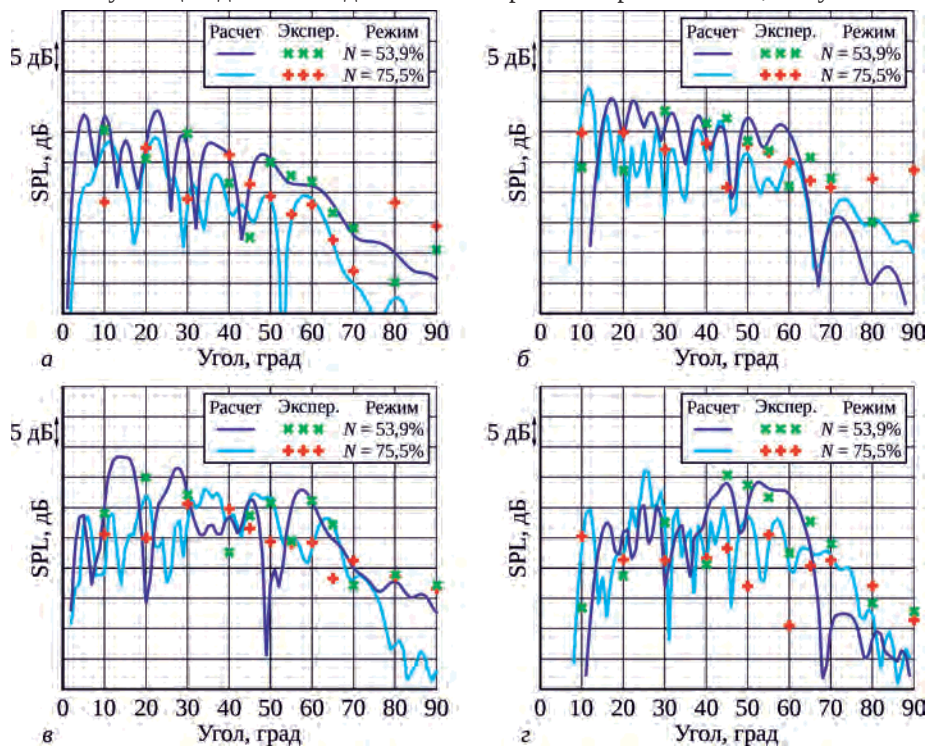 Расчет Экспер. Режим
N = 53,9%
N = 75,5%
5 дБ
SPL, дБ
0 10 20 30 40 50 60 70 80 90
а Угол, град
Расчет Экспер. Режим
N = 53,9%
N = 75,5%
5 дБ
SPL, дБ
0 10 20 30 40 50 60 70 80 90
б Угол, град
Расчет Экспер. Режим
N = 53,9%
N = 75,5%
5 дБ
SPL, дБ
0 10 20 30 40 50 60 70 80 90
в Угол, град
Расчет Экспер. Режим
N = 53,9%
N = 75,5%
5 дБ
SPL, дБ
0 10 20 30 40 50 60 70 80 90
г Угол, град